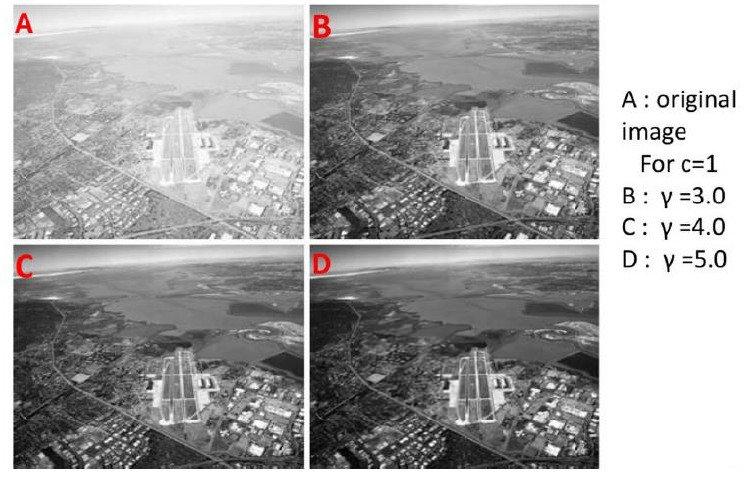 A
B
C
D
A : original
image
For c=1
B : γ =3.0
C : γ =4.0
D : γ =5.0